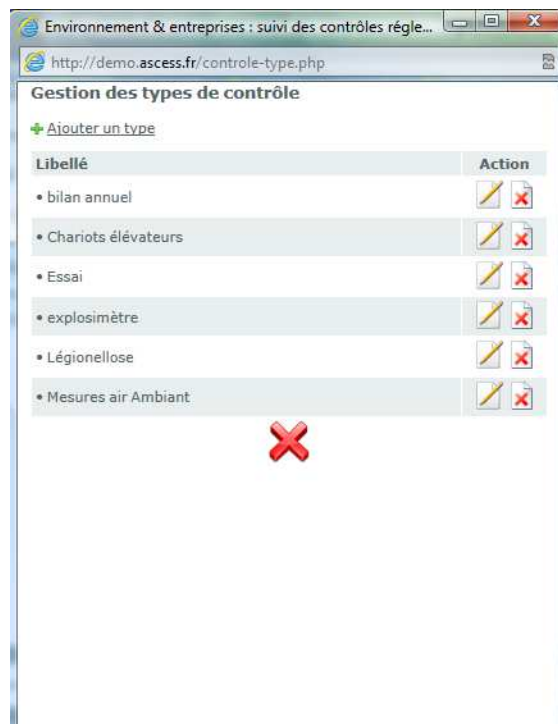 Environnement & entreprises : suivi des contrôles régle...
http://demo.ascess.fr/controle-type.php
Gestion des types de contrôle
Ajouter un type
Libellé Action
• bilan annuel
• Chariots élévateurs
• Essai
• explosimètre
• Légionellose
• Mesures air Ambiant